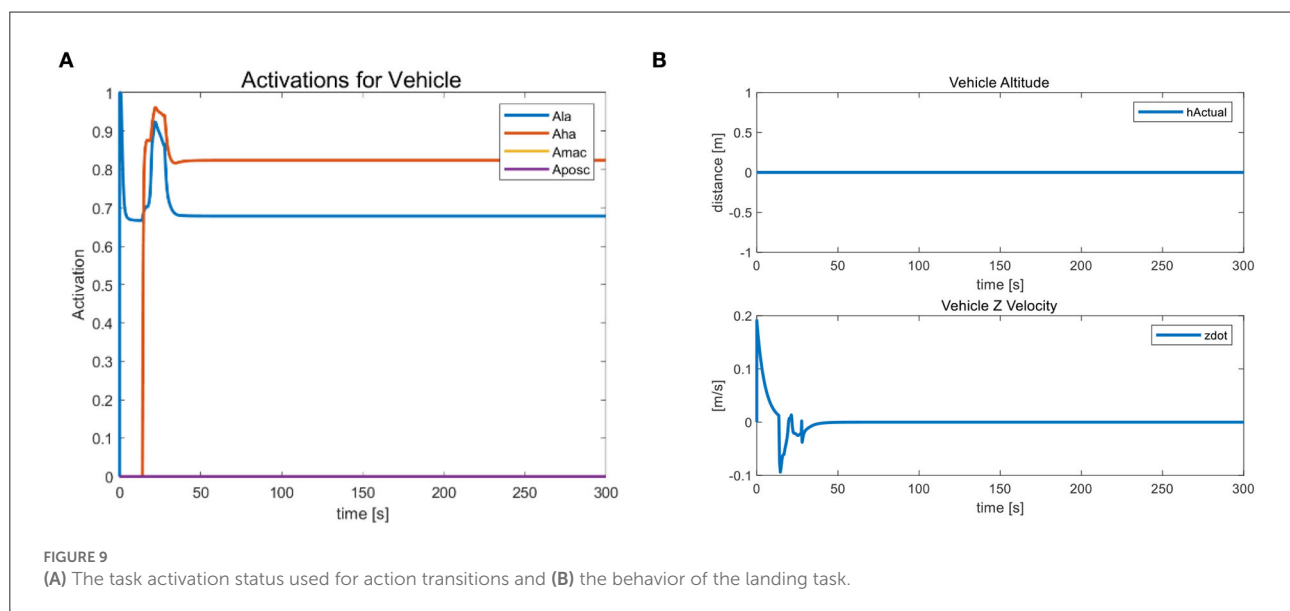 A
Activations for Vehicle
Activation
1
0.9
0.8
0.7
0.6
0.5
0.4
0.3
0.2
0.1
0
Ala
Aha
Amac
Aposc
0
50
100
150
200
250
300
time [s]
B
Vehicle Altitude
distance [m]
1
0.5
0
-0.5
-1
hActual
0
50
100
150
200
250
300
time [s]
Vehicle Z Velocity
[m/s]
0.2
0.1
0
-0.1
zdot
0
50
100
150
200
250
300
time [s]
FIGURE 9
(A) The task activation status used for action transitions and (B) the behavior of the landing task.